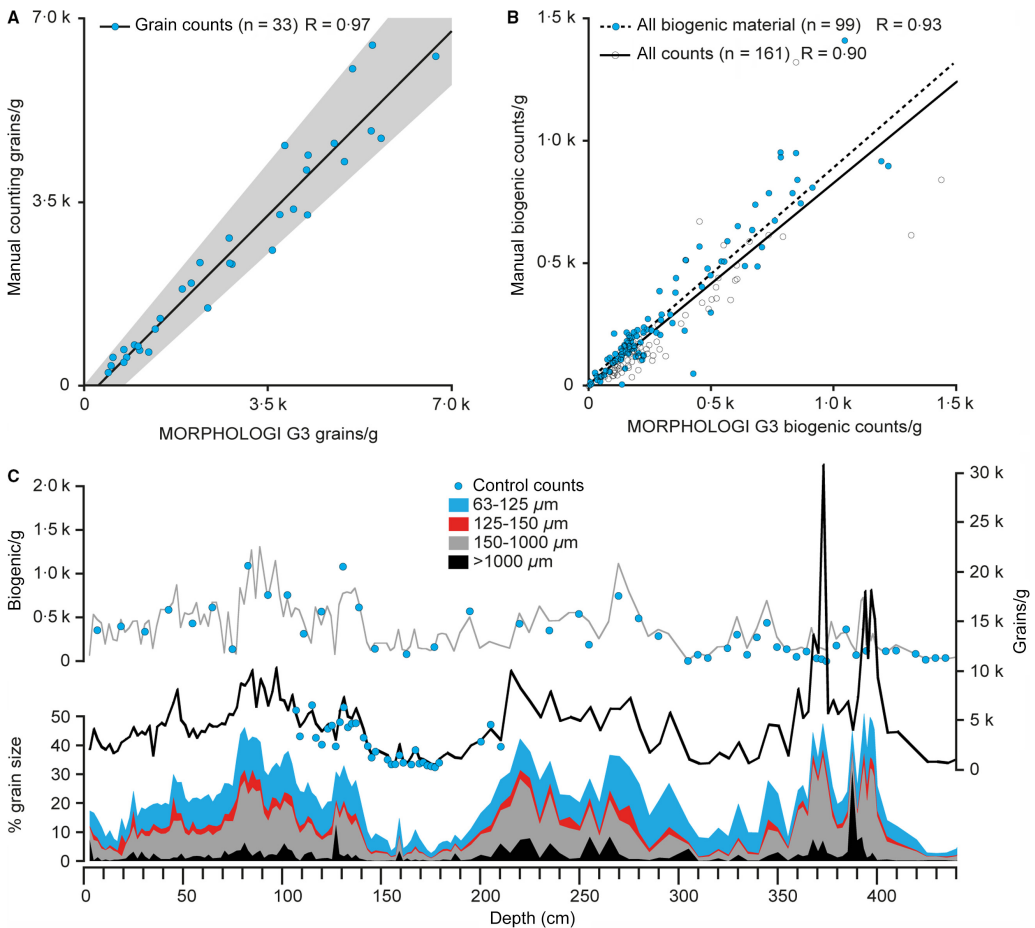 A
7·0 k
Grain counts (n = 33) R = 0·97
Manual counting grains/g
3·5 k
0
0
3·5 k
7·0 k
MORPHOLOGI G3 grains/g
B
1·5 k
All biogenic material (n = 99) R = 0·93
All counts (n = 161) R = 0·90
Manual biogenic counts/g
1·0 k
0·5 k
0
0
0·5 k
1·0 k
1·5 k
MORPHOLOGI G3 biogenic counts/g
C
Control counts
63-125 µm
125-150 µm
150-1000 µm
>1000 µm
Biogenic/g
2·0 k
1·5 k
1·0 k
0·5 k
0
Grains/g
30 k
25 k
20 k
15 k
10 k
5 k
0
% grain size
50
40
30
20
10
0
0
50
100
150
200
250
300
350
400
Depth (cm)